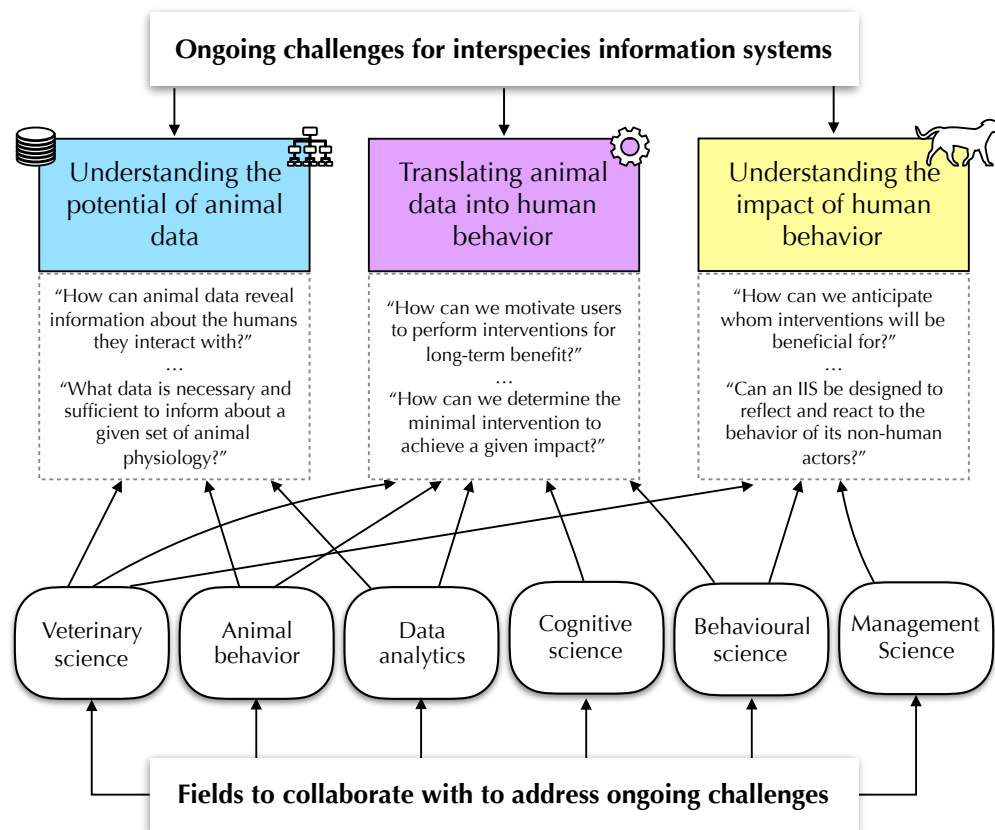 Ongoing challenges for interspecies information systems
Understanding the
potential of animal
data
Translating animal
data into human
behavior
Understanding the
impact of human
behavior
“How can animal data reveal
information about the humans
they interact with?”
...
“What data is necessary and
sufficient to inform about a
given set of animal
physiology?”
“How can we motivate users
to perform interventions for
long-term benefit?”
...
“How can we determine the
minimal intervention to
achieve a given impact?”
“How can we anticipate
whom interventions will be
beneficial for?”
...
“Can an IIS be designed to
reflect and react to the
behavior of its non-human
actors?”
Veterinary
science
Animal
behavior
Data
analytics
Cognitive
science
Behavioural
science
Management
Science
Fields to collaborate with to address ongoing challenges